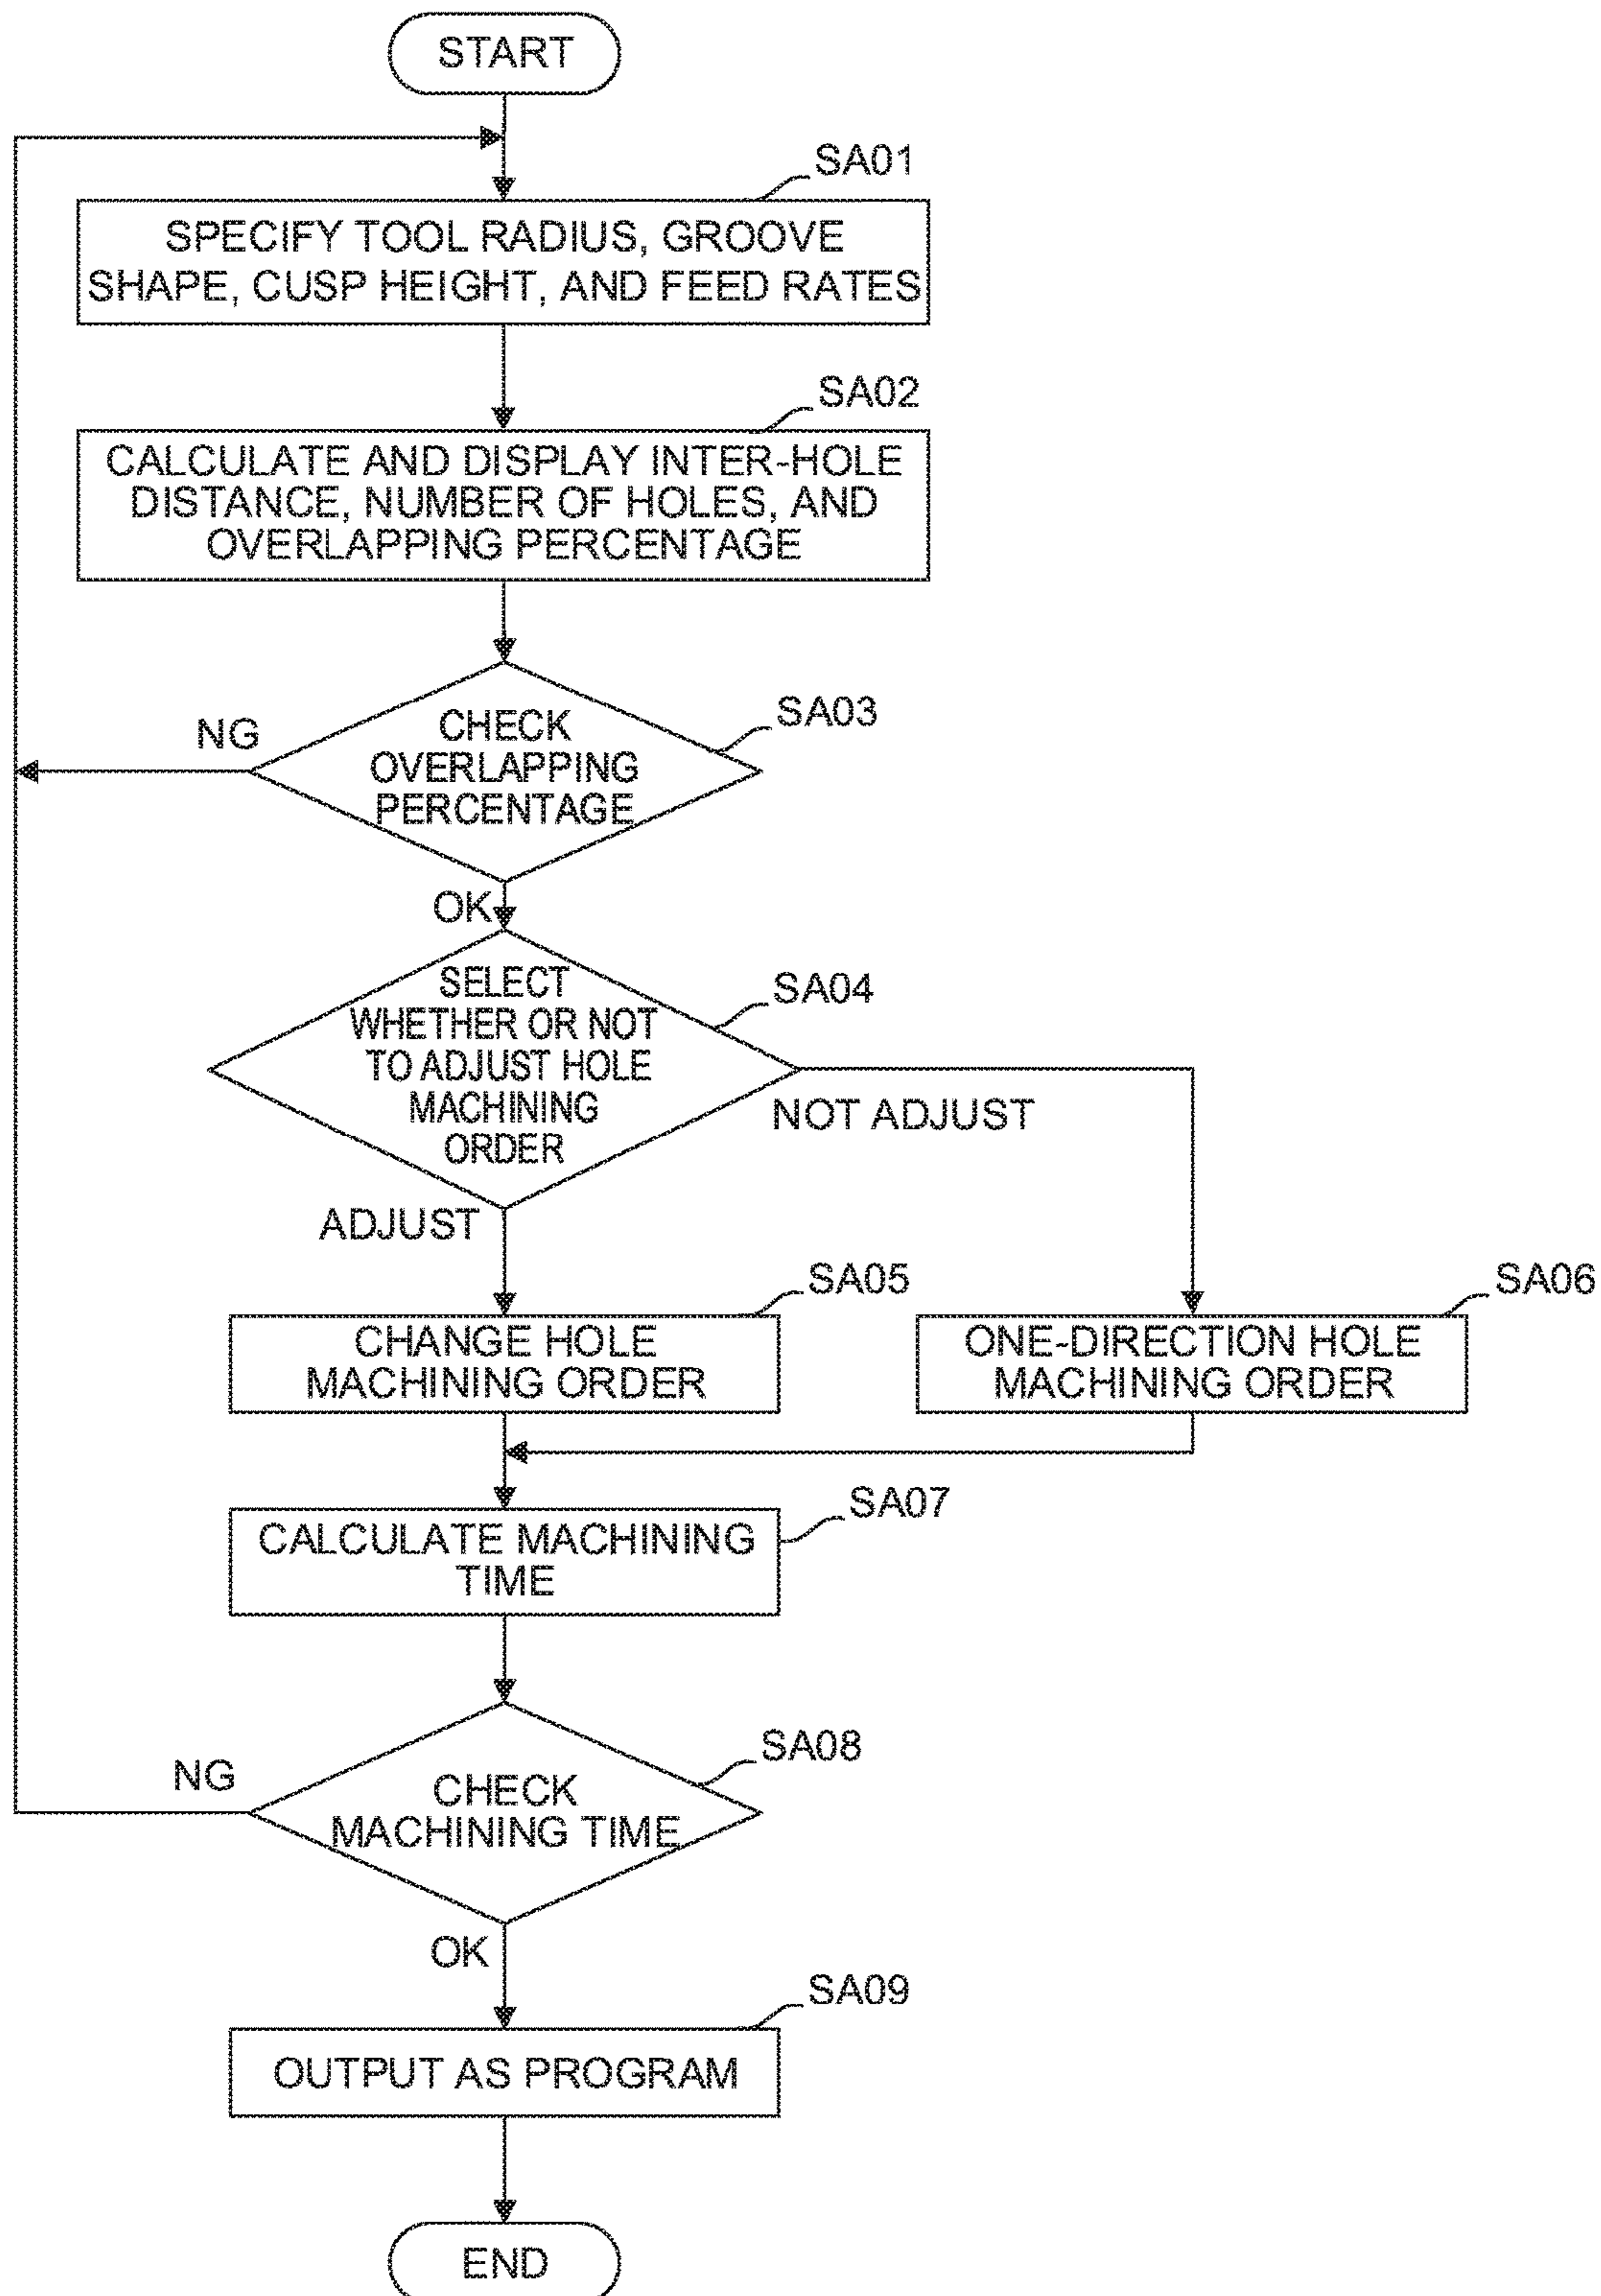 START
SA01
SPECIFY TOOL RADIUS, GROOVE
SHAPE, CUSP HEIGHT, AND FEED RATES
SA02
CALCULATE AND DISPLAY INTER-HOLE
DISTANCE, NUMBER OF HOLES, AND
OVERLAPPING PERCENTAGE
SA03
NG
CHECK
OVERLAPPING
PERCENTAGE
OK
SA04
SELECT
WHETHER OR NOT
TO ADJUST HOLE
MACHINING
ORDER
NOT ADJUST
ADJUST
SA05
SA06
CHANGE HOLE
MACHINING ORDER
ONE-DIRECTION HOLE
MACHINING ORDER
SA07
CALCULATE MACHINING
TIME
SA08
NG
CHECK
MACHINING TIME
OK
SA09
OUTPUT AS PROGRAM
END